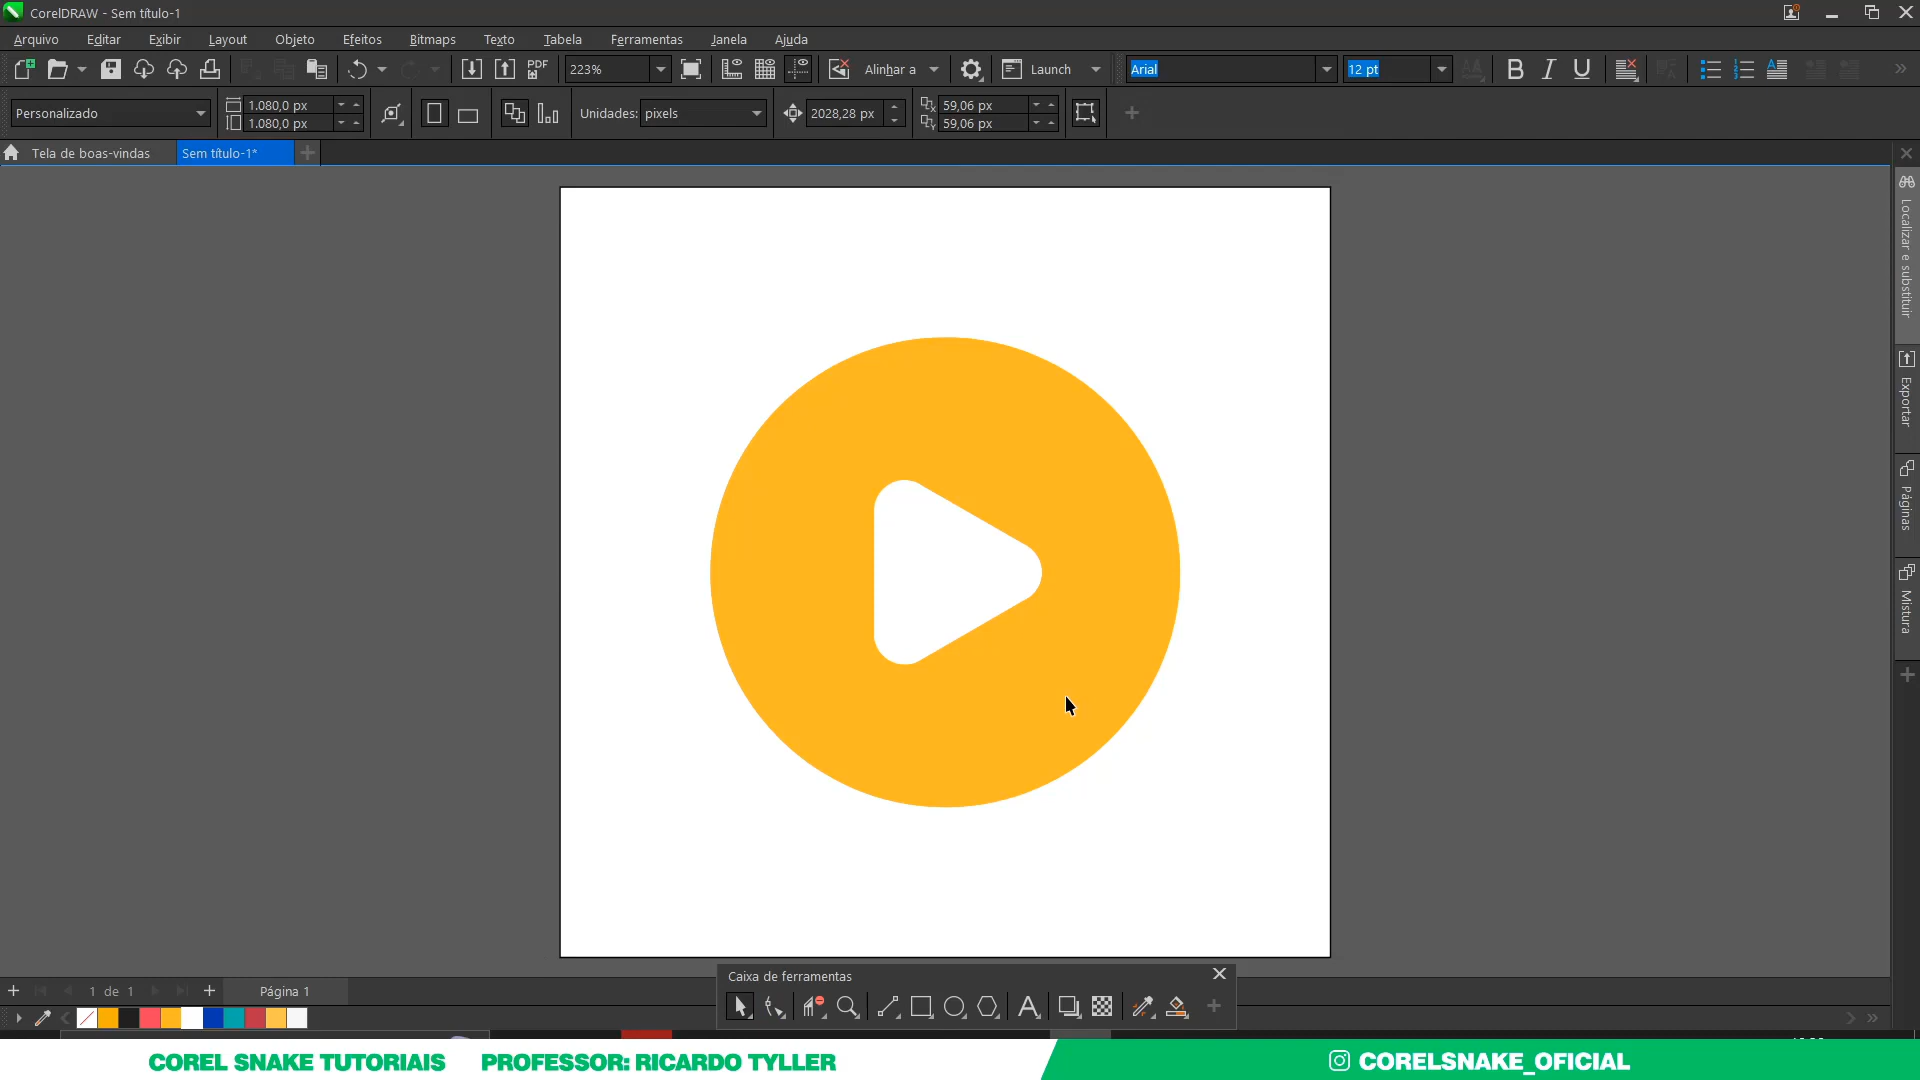 CorelDRAW - Sem título-1
Arquivo Editar Exibir Layout Objeto Efeitos Bitmaps Texto Tabela Ferramentas Janela Ajuda
PDF 223% Alinhar a Launch Arial 12 pt B I U
Personalizado 1.080,0 px 1.080,0 px Unidades: pixels 2028,28 px 59,06 px 59,06 px
Tela de boas-vindas Sem título-1*
Localizar e substituir
Exportar
Páginas
Mistura
Caixa de ferramentas
1 de 1 Página 1
COREL SNAKE TUTORIAIS PROFESSOR: RICARDO TYLLER CORELSNAKE_OFICIAL